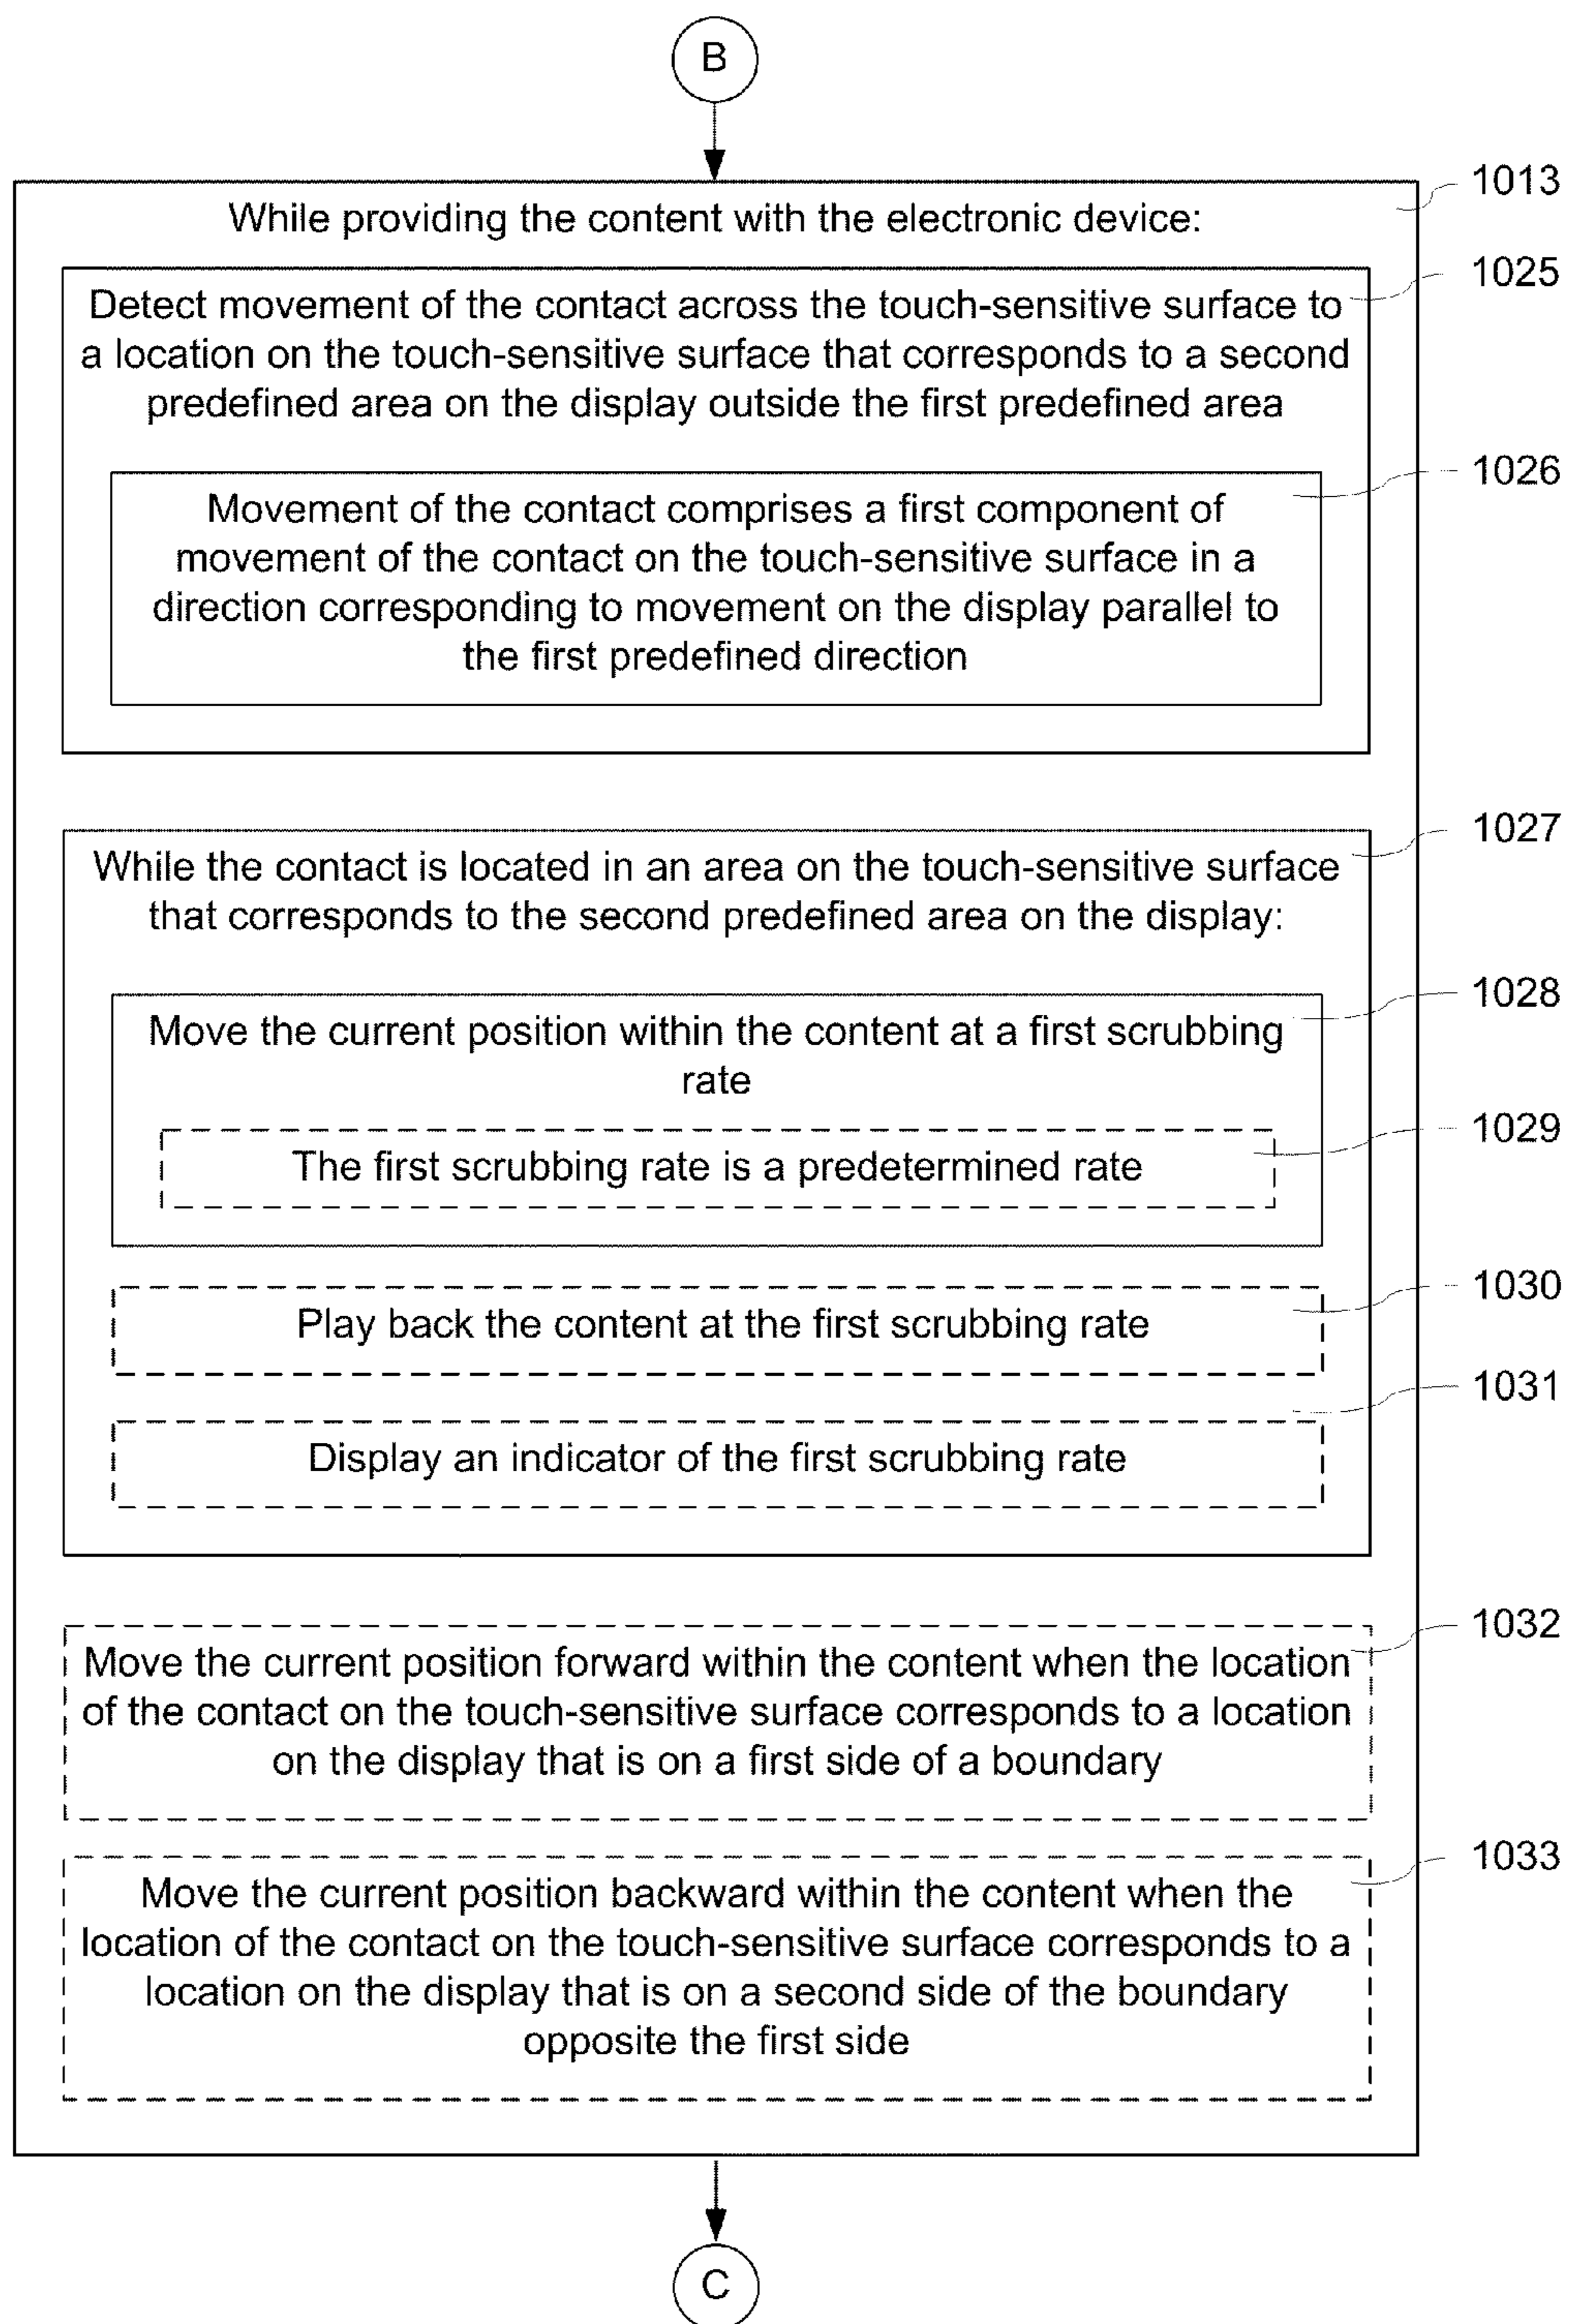 B
1013
While providing the content with the electronic device:
1025
Detect movement of the contact across the touch-sensitive surface to
a location on the touch-sensitive surface that corresponds to a second
predefined area on the display outside the first predefined area
1026
Movement of the contact comprises a first component of
movement of the contact on the touch-sensitive surface in a
direction corresponding to movement on the display parallel to
the first predefined direction
1027
While the contact is located in an area on the touch-sensitive surface
that corresponds to the second predefined area on the display:
1028
Move the current position within the content at a first scrubbing
rate
1029
The first scrubbing rate is a predetermined rate
1030
Play back the content at the first scrubbing rate
1031
Display an indicator of the first scrubbing rate
1032
Move the current position forward within the content when the location
of the contact on the touch-sensitive surface corresponds to a location
on the display that is on a first side of a boundary
1033
Move the current position backward within the content when the
location of the contact on the touch-sensitive surface corresponds to a
location on the display that is on a second side of the boundary
opposite the first side
C